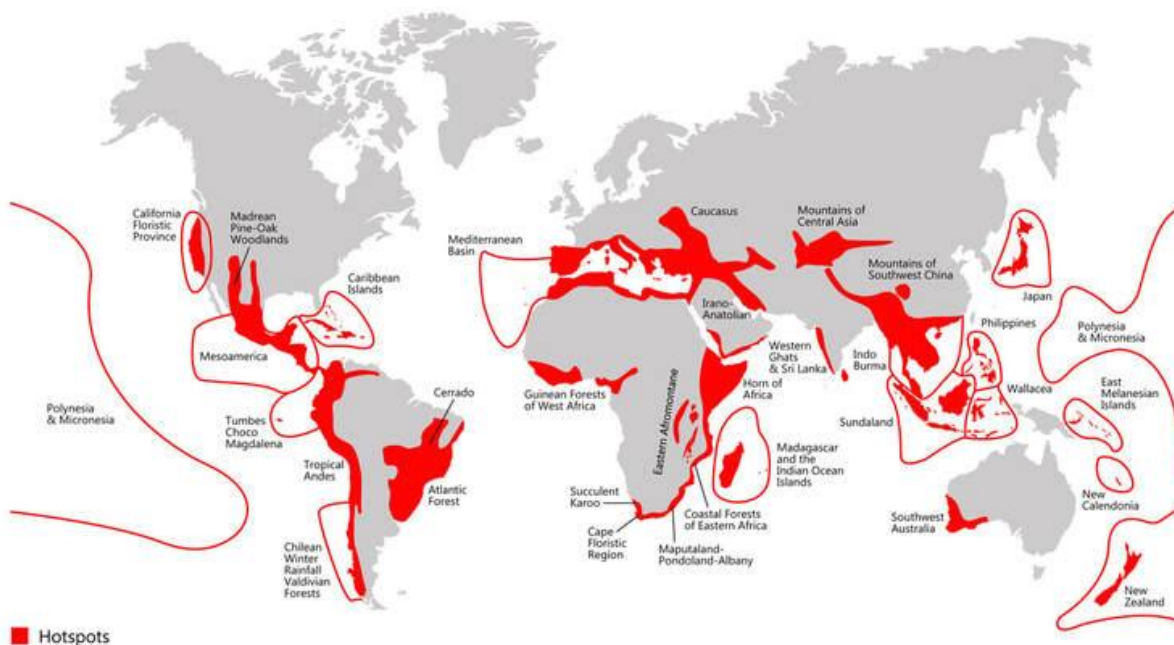 California
Floristic
Province
Madrean
Pine-Oak
Woodlands
Caribbean
Islands
Mesoamerica
Polynesia
& Micronesia
Tumbes
Choco
Magdalena
Tropical
Andes
Cerrado
Atlantic
Forest
Chilean
Winter
Rainfall
Valdivian
Forests
Mediterranean
Basin
Caucasus
Irano-
Anatolian
Mountains of
Central Asia
Mountains of
Southwest China
Western
Ghats
& Sri Lanka
Indo
Burma
Guinean Forests
of West Africa
Eastern Afromontane
Horn of
Africa
Madagascar
and the
Indian Ocean
Islands
Coastal Forests
of Eastern Africa
Succulent
Karoo
Cape
Floristic
Region
Maputaland-
Pondoland-Albany
Japan
Philippines
Polynesia
& Micronesia
Wallacea
Sundaland
East
Melanesian
Islands
New
Calendonia
Southwest
Australia
New
Zealand
Hotspots